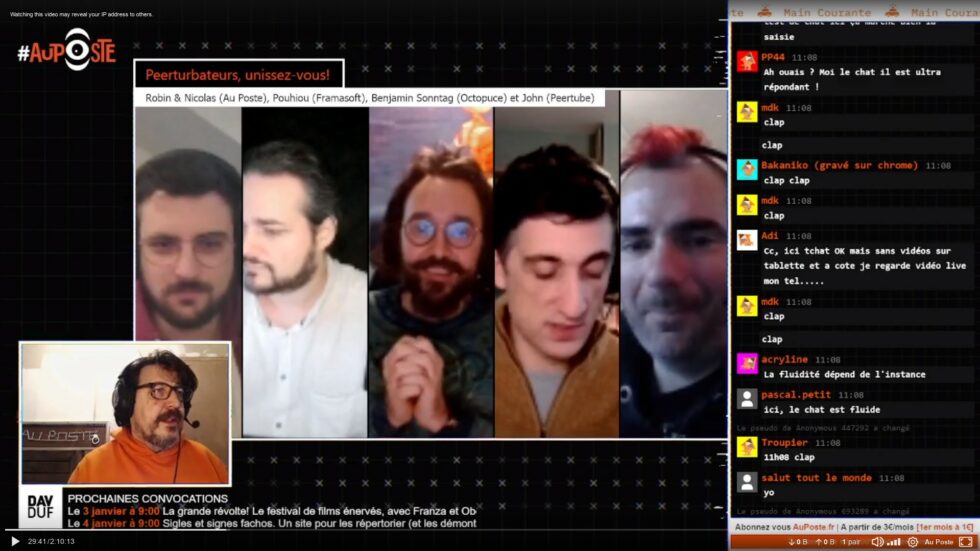 Watching this video may reveal your IP address to others.
#AUPOSTE
Peerturbateurs, unissez-vous!
Robin & Nicolas (Au Poste), Pouhiou (Framasoft), Benjamin Sonntag (Octopuce) et John (Peertube)
AU POSTE
DAV
DUF
PROCHAINES CONVOCATIONS
Le 3 janvier à 9:00 La grande révolte! Le festival de films énervés, avec Franza et Ob
Le 4 janvier à 9:00 Sigles et signes fachos. Un site pour les répertorier (et les démont
29:41/2:10:13
te Main Courante Main Coura
saisie
PP44 11:08
Ah ouais ? Moi le chat il est ultra
répondant !
mdk 11:08
clap
clap
Bakaniko (gravé sur chrome) 11:08
clap clap
mdk 11:08
clap
Adi 11:08
Cc, ici tchat OK mais sans vidéos sur
tablette et a cote je regarde vidéo live
mon tel.....
mdk 11:08
clap
clap
acryline 11:08
La fluidité dépend de l'instance
pascal.petit 11:08
ici, le chat est fluide
Le pseudo de Anonymous 447292 a changé
Troupier 11:08
11h08 clap
salut tout le monde 11:08
yo
Le pseudo de Anonymous 693289 a changé
Abonnez vous AuPoste.fr | A partir de 3€/mois [1er mois à 1€]
0 B 0 B 1 pair Au Poste